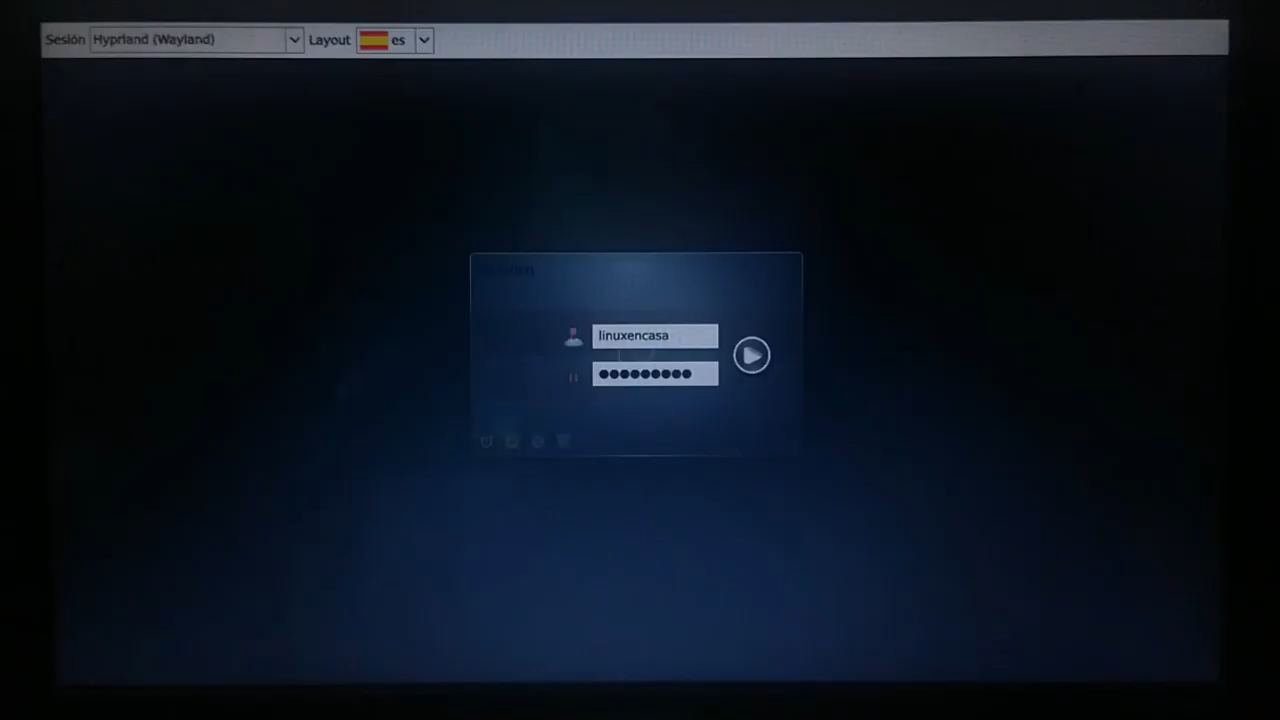 Sesión Hyprland (Wayland) Layout es
linuxencasa
●●●●●●●●●